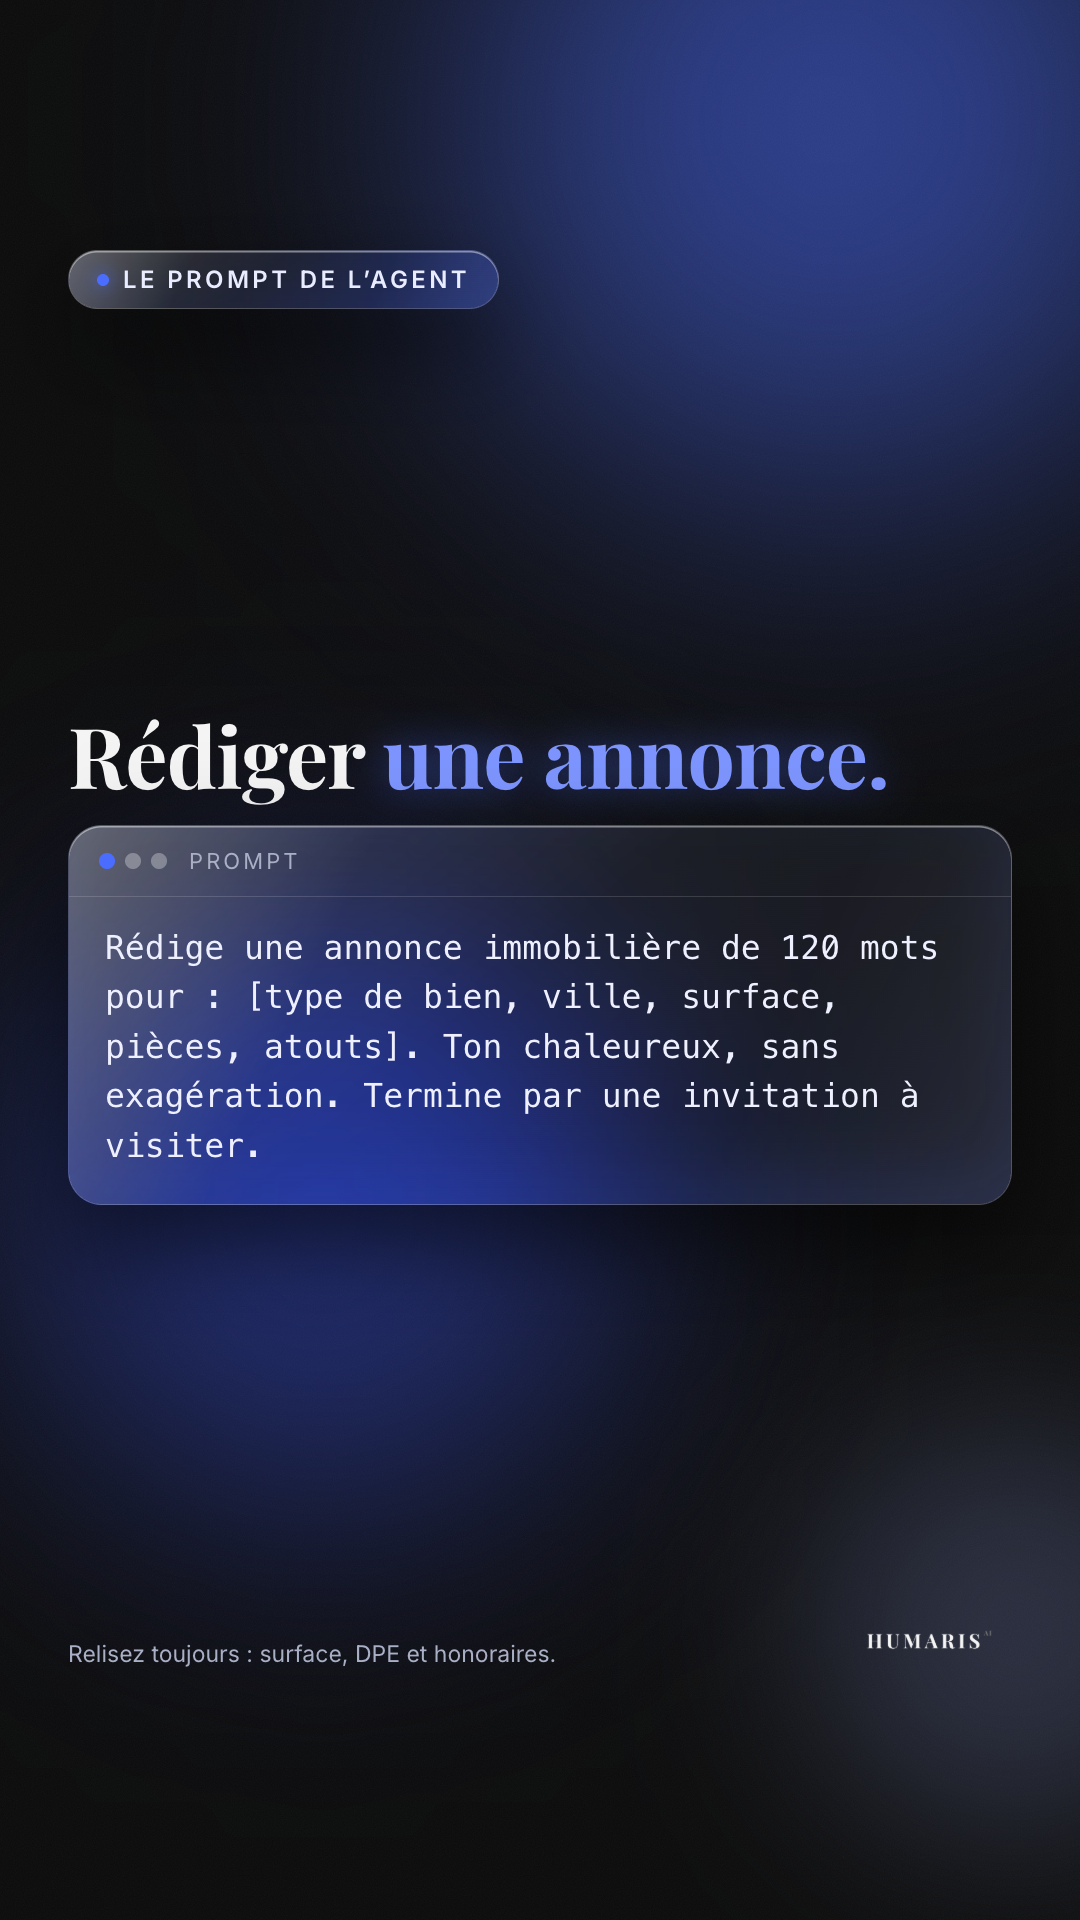 LE PROMPT DE L’AGENT
Rédiger une annonce.
PROMPT
Rédige une annonce immobilière de 120 mots
pour : [type de bien, ville, surface,
pièces, atouts]. Ton chaleureux, sans
exagération. Termine par une invitation à
visiter.
Relisez toujours : surface, DPE et honoraires.
HUMARIS AI